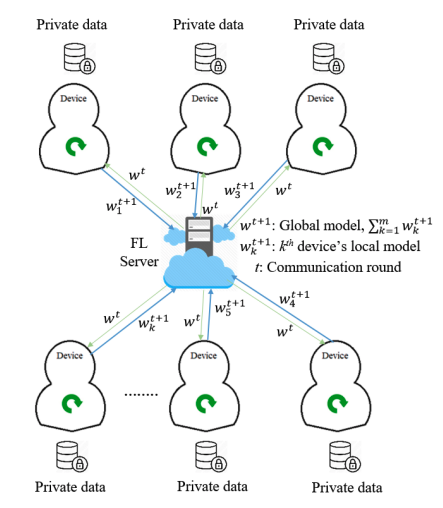 Private data Private data Private data
Device Device Device
w^t w_2^{t+1} w_3^{t+1} w^t
w_1^{t+1} w^t
w^{t+1}: Global model, ∑_{k=1}^{m} w_k^{t+1}
FL
Server
w_k^{t+1}: k^{th} device's local model
t: Communication round
w^t w_k^{t+1} w^t w_5^{t+1} w_4^{t+1} w^t
Device Device Device
........
Private data Private data Private data